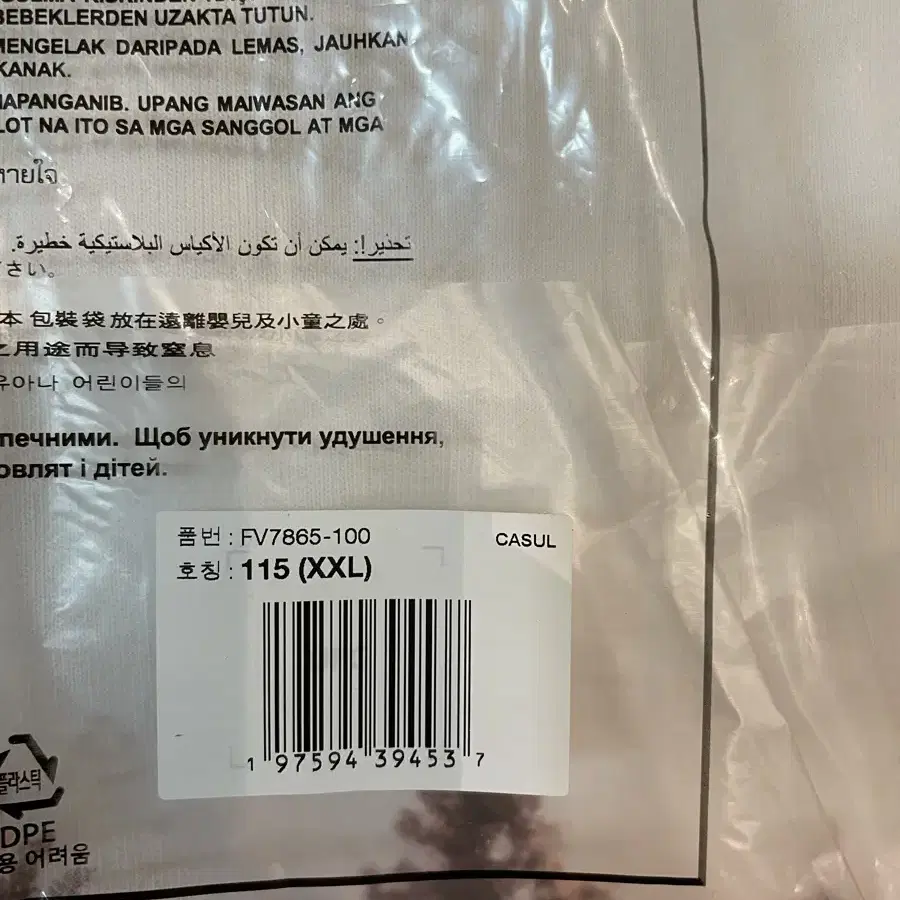 BEBEKLERDEN UZAKTA TUTUN.
MENGELAK DARIPADA LEMAS, JAUHKAN
KANAK.
MAPANGANIB. UPANG MAIWASAN ANG
LOT NA ITO SA MGA SANGGOL AT MGA
หายใจ
تحذير!: يمكن أن تكون الأكياس البلاستيكية خطيرة.
ださい。
本 包裝袋 放在遠離嬰兒及小童之處。
之用途而导致窒息
유아나 어린이들의
печними. Щоб уникнути удушення,
овлят і дітей.
품번 : FV7865-100
CASUL
호칭 : 115 (XXL)
1 97594 39453 7
플라스틱
DPE
용 어려움